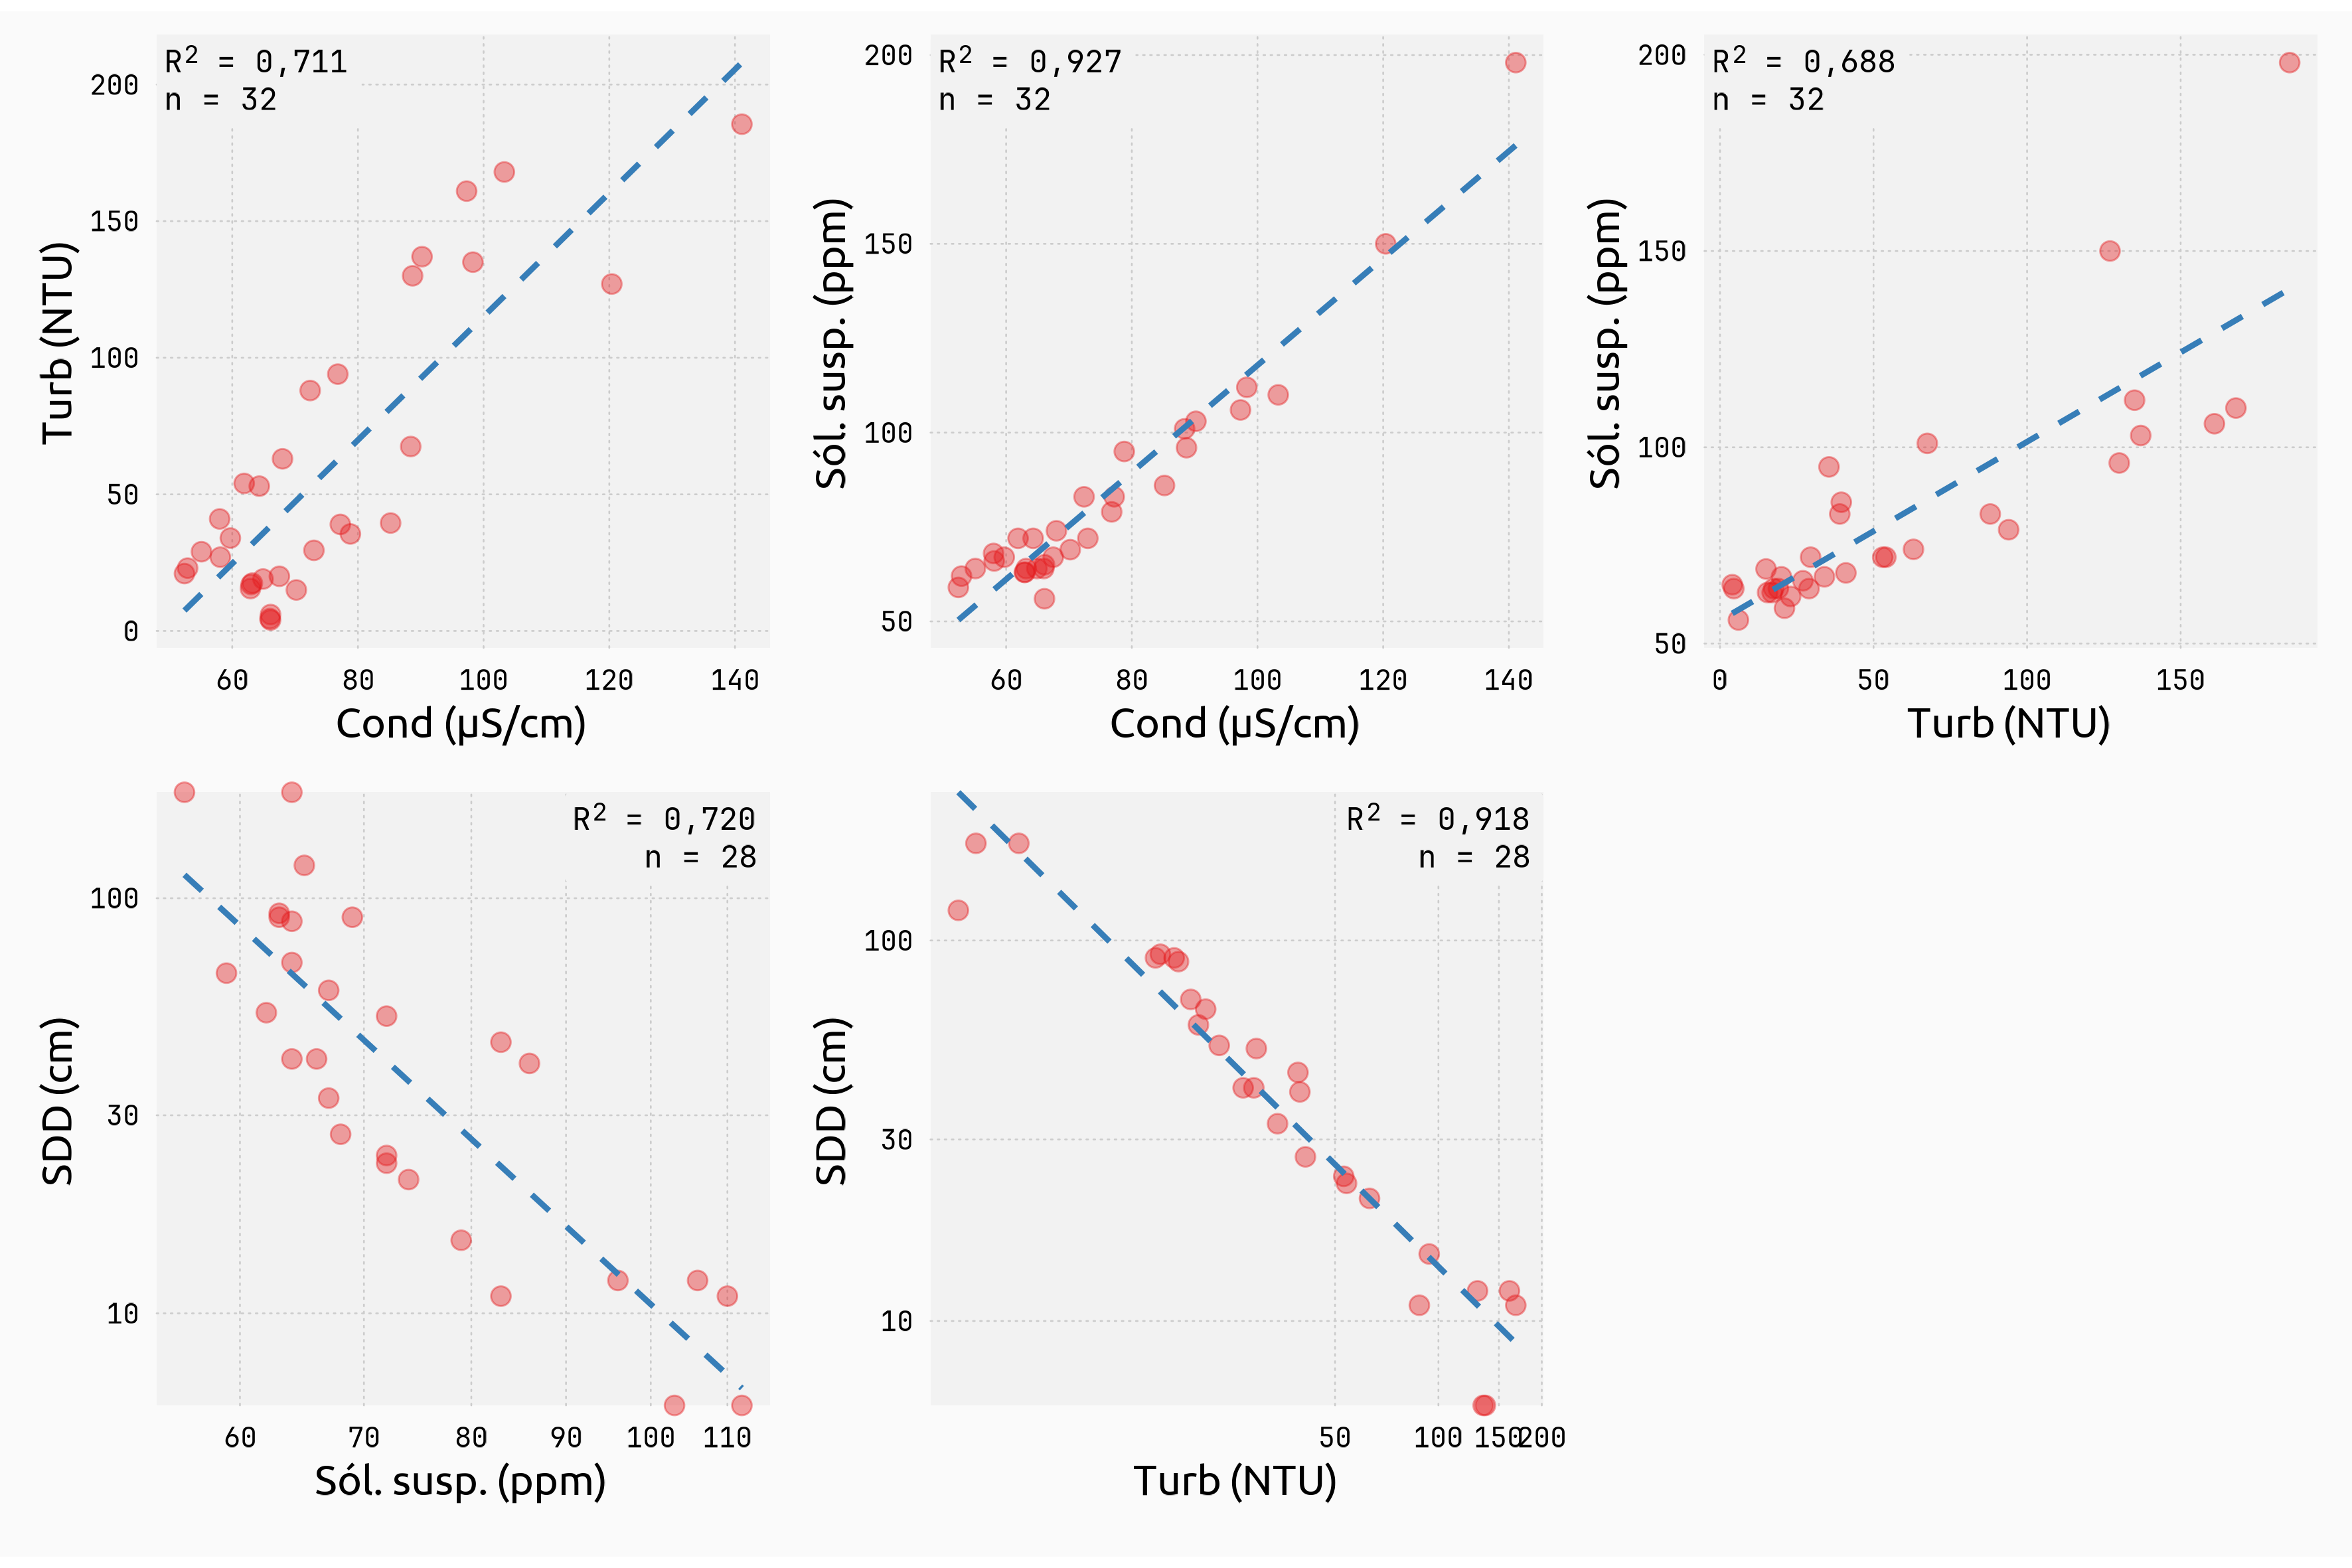 R² = 0,711
n = 32
200
150
100
50
0
60 80 100 120 140
Turb (NTU)
Cond (µS/cm)
R² = 0,927
n = 32
200
150
100
50
60 80 100 120 140
Sól. susp. (ppm)
Cond (µS/cm)
R² = 0,688
n = 32
200
150
100
50
0 50 100 150
Sól. susp. (ppm)
Turb (NTU)
R² = 0,720
n = 28
100
30
10
60 70 80 90 100 110
SDD (cm)
Sól. susp. (ppm)
R² = 0,918
n = 28
100
30
10
50 100 150 200
SDD (cm)
Turb (NTU)